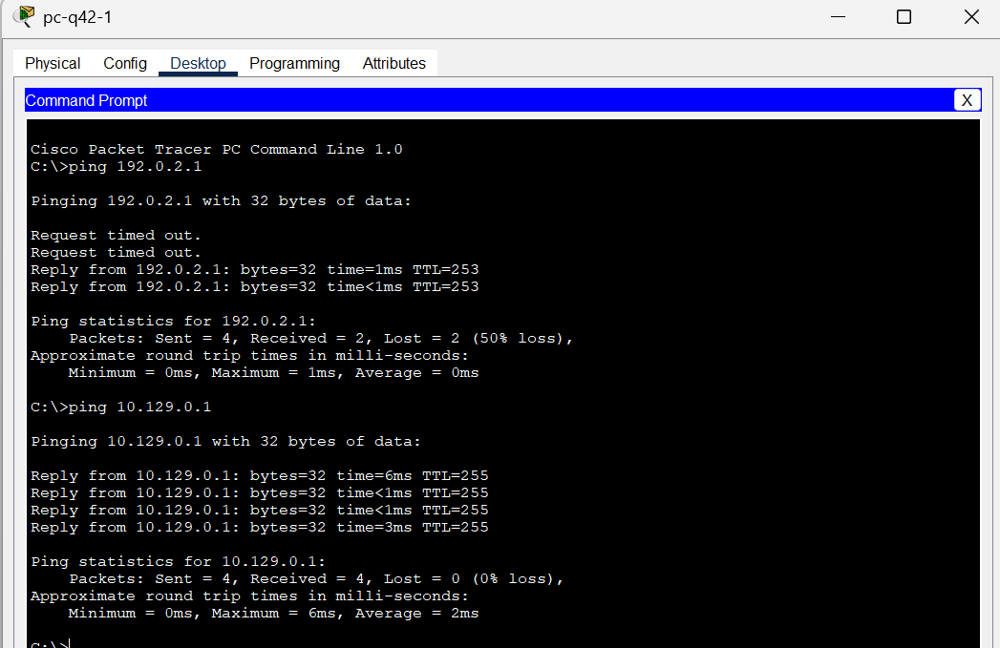 pc-q42-1
Physical Config Desktop Programming Attributes
Command Prompt X
Cisco Packet Tracer PC Command Line 1.0
C:\>ping 192.0.2.1
Pinging 192.0.2.1 with 32 bytes of data:
Request timed out.
Request timed out.
Reply from 192.0.2.1: bytes=32 time=1ms TTL=253
Reply from 192.0.2.1: bytes=32 time<1ms TTL=253
Ping statistics for 192.0.2.1:
Packets: Sent = 4, Received = 2, Lost = 2 (50% loss),
Approximate round trip times in milli-seconds:
Minimum = 0ms, Maximum = 1ms, Average = 0ms
C:\>ping 10.129.0.1
Pinging 10.129.0.1 with 32 bytes of data:
Reply from 10.129.0.1: bytes=32 time=6ms TTL=255
Reply from 10.129.0.1: bytes=32 time<1ms TTL=255
Reply from 10.129.0.1: bytes=32 time<1ms TTL=255
Reply from 10.129.0.1: bytes=32 time=3ms TTL=255
Ping statistics for 10.129.0.1:
Packets: Sent = 4, Received = 4, Lost = 0 (0% loss),
Approximate round trip times in milli-seconds:
Minimum = 0ms, Maximum = 6ms, Average = 2ms
C:\>